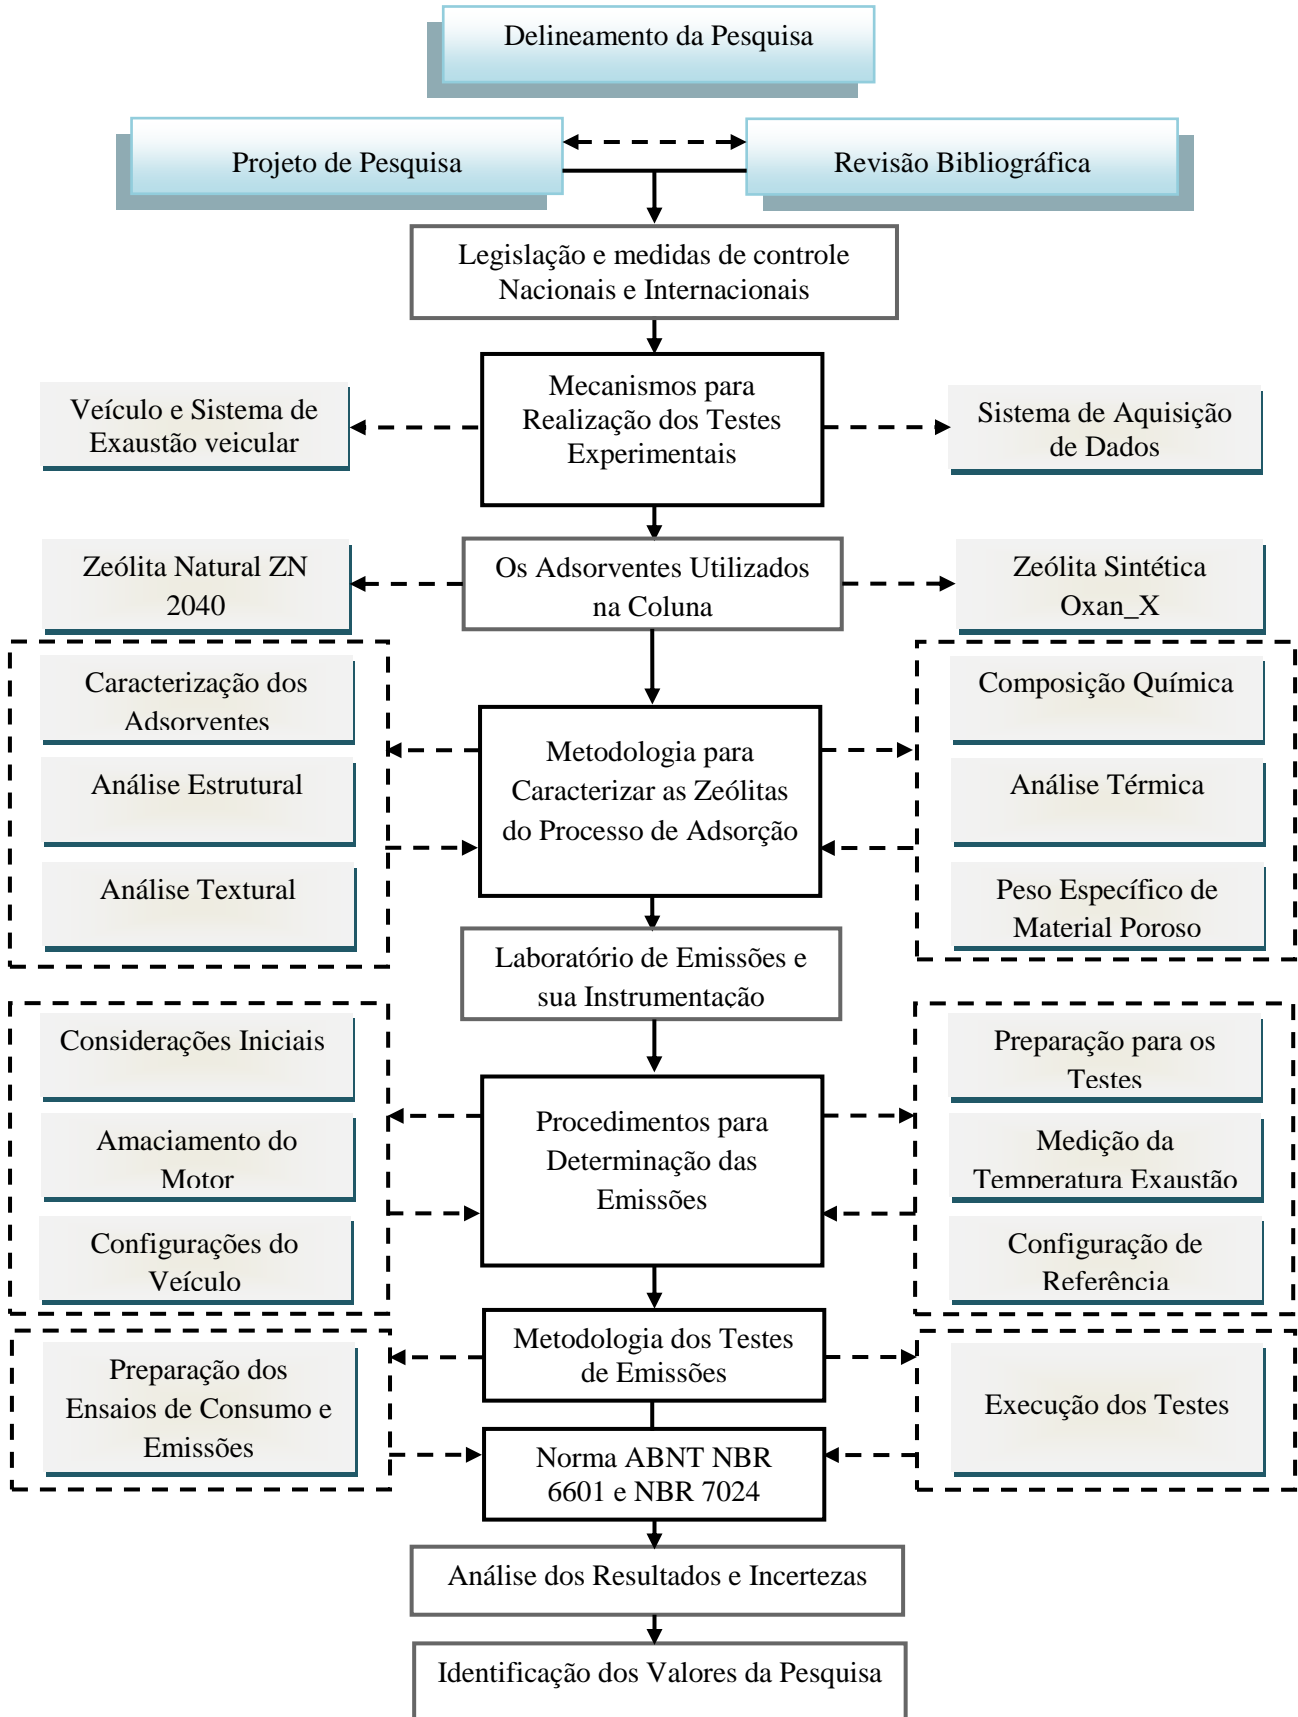 Delineamento da Pesquisa
Projeto de Pesquisa
Revisão Bibliográfica
Legislação e medidas de controle
Nacionais e Internacionais
Mecanismos para
Realização dos Testes
Experimentais
Veículo e Sistema de
Exaustão veicular
Sistema de Aquisição
de Dados
Os Adsorventes Utilizados
na Coluna
Zeólita Natural ZN
2040
Zeólita Sintética
Oxan_X
Caracterização dos
Adsorventes
Análise Estrutural
Análise Textural
Metodologia para
Caracterizar as Zeólitas
do Processo de Adsorção
Composição Química
Análise Térmica
Peso Específico de
Material Poroso
Laboratório de Emissões e
sua Instrumentação
Considerações Iniciais
Amaciamento do
Motor
Configurações do
Veículo
Procedimentos para
Determinação das
Emissões
Preparação para os
Testes
Medição da
Temperatura Exaustão
Configuração de
Referência
Metodologia dos Testes
de Emissões
Preparação dos
Ensaios de Consumo e
Emissões
Execução dos Testes
Norma ABNT NBR
6601 e NBR 7024
Análise dos Resultados e Incertezas
Identificação dos Valores da Pesquisa